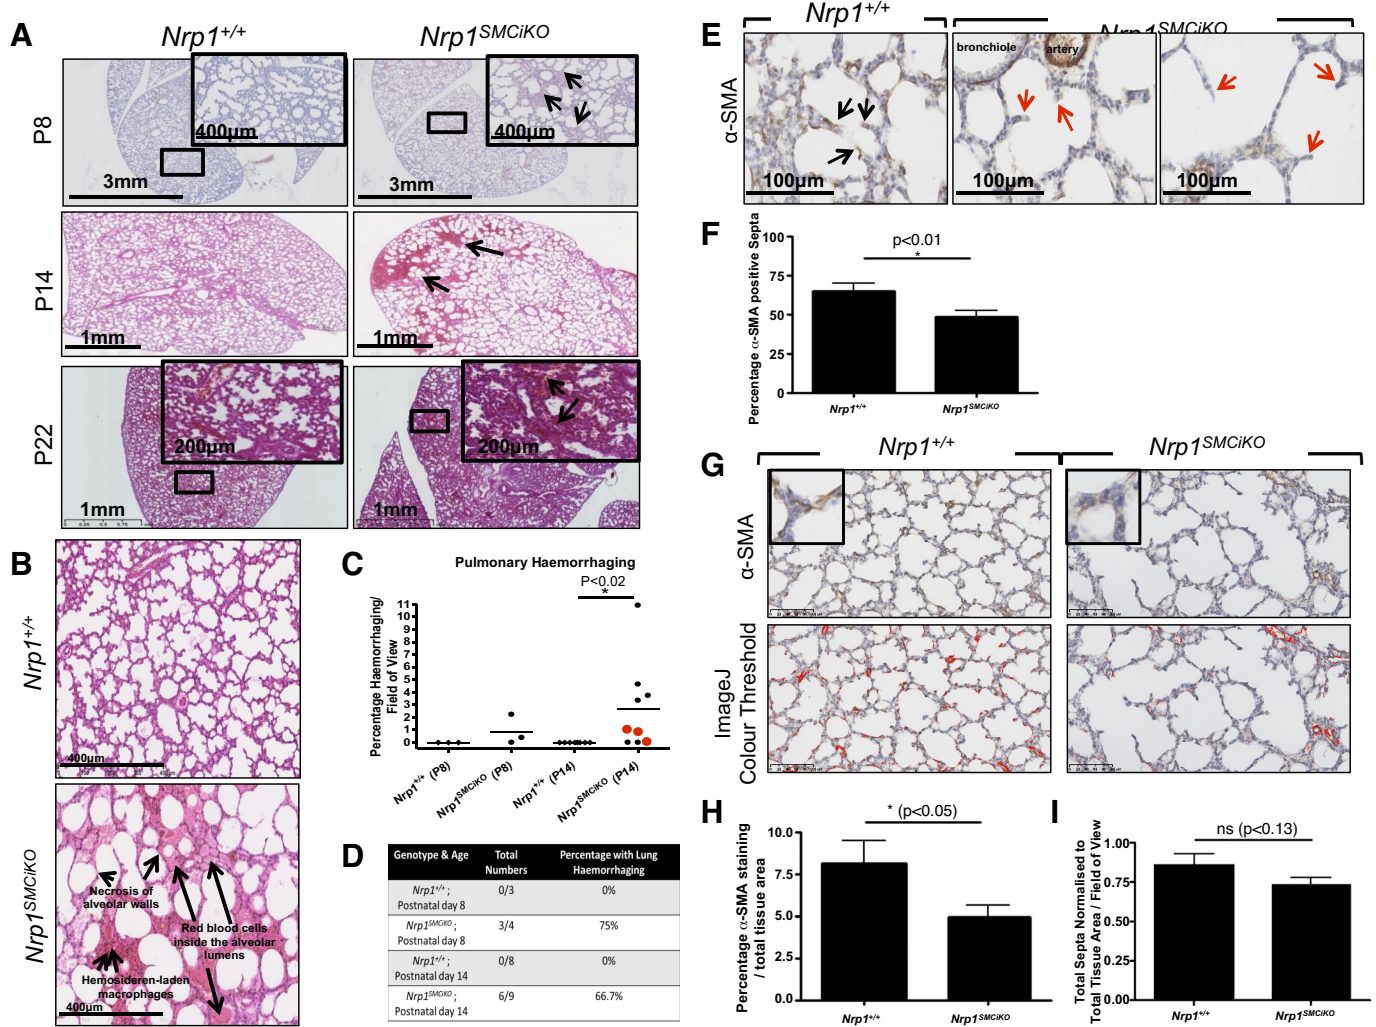 A
Nrp1+/+
Nrp1SMCiKO
P8
400µm
3mm
400µm
3mm
P14
1mm
1mm
P22
200µm
1mm
200µm
1mm
B
Nrp1+/+
400µm
Nrp1SMCiKO
Necrosis of
alveolar walls
Red blood cells
inside the alveolar
lumens
Hemosideren-laden
macrophages
400µm
C
Pulmonary Haemorrhaging
P<0.02
*
Percentage Haemorrhaging/
Field of View
11
10
9
8
7
6
5
4
3
2
1
0
Nrp1+/+ (P8)
Nrp1SMCiKO (P8)
Nrp1+/+ (P14)
Nrp1SMCiKO (P14)
D
Genotype & Age Total Numbers Percentage with Lung Haemorrhaging
Nrp1+/+ ; Postnatal day 8 0/3 0%
Nrp1SMCiKO ; Postnatal day 8 3/4 75%
Nrp1+/+ ; Postnatal day 14 0/8 0%
Nrp1SMCiKO ; Postnatal day 14 6/9 66.7%
E
Nrp1+/+
Nrp1SMCiKO
α-SMA
100µm
bronchiole
artery
100µm
100µm
F
Percentage α-SMA positive Septa
100
75
50
25
0
p<0.01
*
Nrp1+/+
Nrp1SMCiKO
G
Nrp1+/+
Nrp1SMCiKO
α-SMA
ImageJ
Colour Threshold
H
Percentage α-SMA staining
/ total tissue area
10.0
7.5
5.0
2.5
0.0
* (p<0.05)
Nrp1+/+
Nrp1SMCiKO
I
Total Septa Normalised to
Total Tissue Area / Field of View
1.00
0.75
0.50
0.25
0.00
ns (p<0.13)
Nrp1+/+
Nrp1SMCiKO